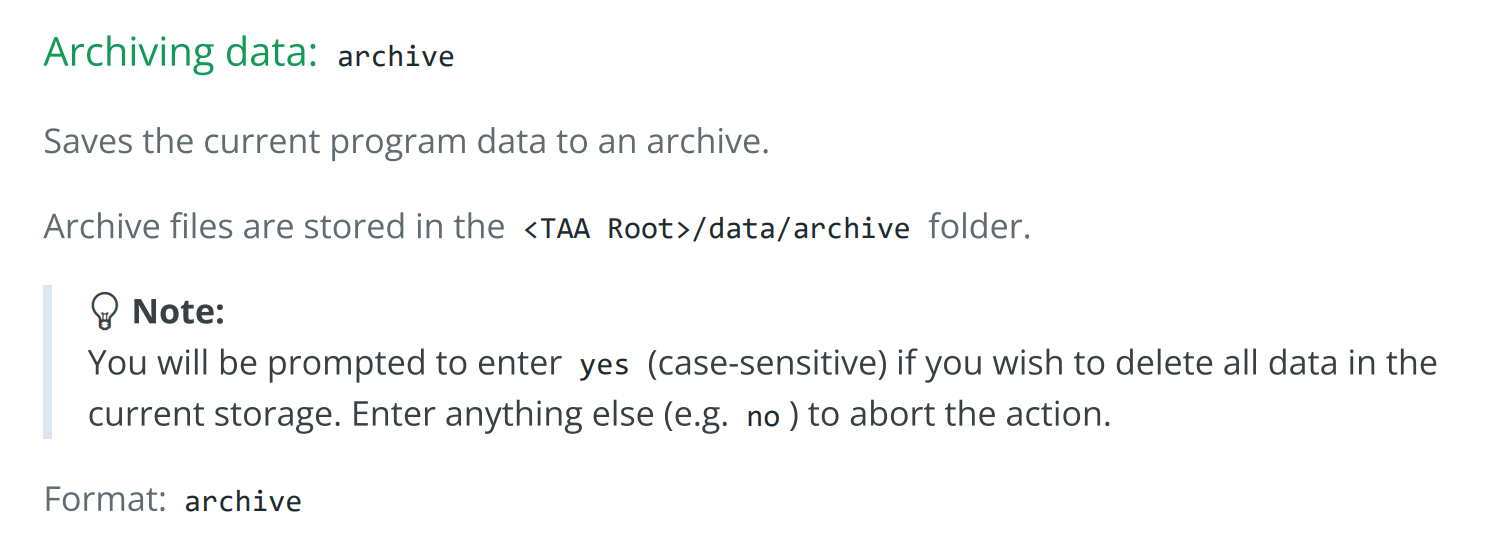 Archiving data: archive
Saves the current program data to an archive.
Archive files are stored in the <TAA Root>/data/archive folder.
Note:
You will be prompted to enter yes (case-sensitive) if you wish to delete all data in the
current storage. Enter anything else (e.g. no ) to abort the action.
Format: archive